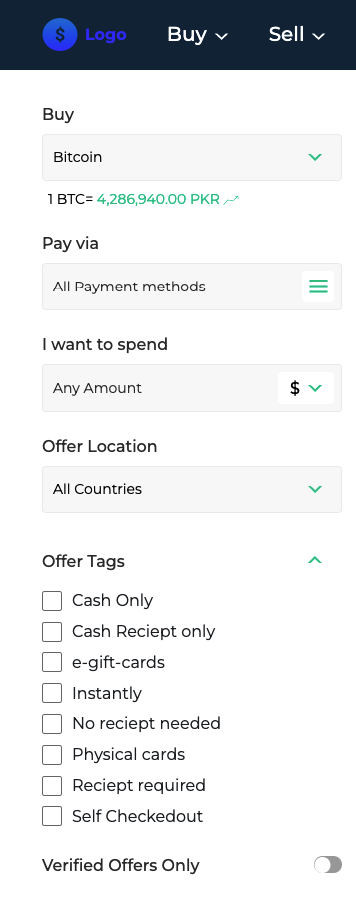 $ Logo Buy Sell
Buy
Bitcoin
1 BTC= 4,286,940.00 PKR
Pay via
All Payment methods
I want to spend
Any Amount $
Offer Location
All Countries
Offer Tags
Cash Only
Cash Reciept only
e-gift-cards
Instantly
No reciept needed
Physical cards
Reciept required
Self Checkedout
Verified Offers Only